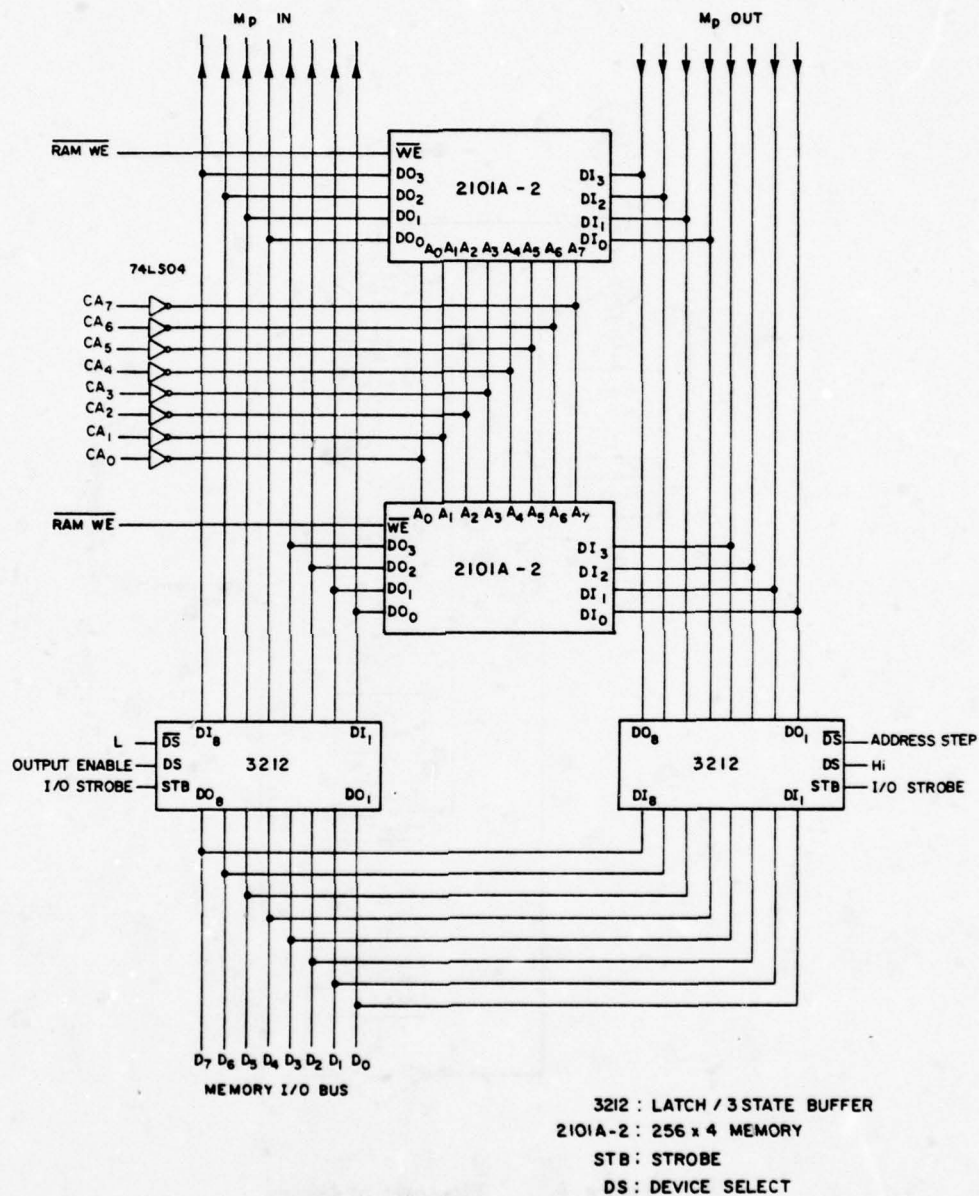 Mp IN
Mp OUT
RAM WE
WE
DO3
DO2
DO1
DO0
2101A-2
DI3
DI2
DI1
DI0
A0 A1 A2 A3 A4 A5 A6 A7
74LS04
CA7
CA6
CA5
CA4
CA3
CA2
CA1
CA0
RAM WE
A0 A1 A2 A3 A4 A5 A6 A7
WE
DO3
DO2
DO1
DO0
2101A-2
DI3
DI2
DI1
DI0
L
OUTPUT ENABLE
I/O STROBE
DS
DS
STB
DI8
DI1
3212
DO8
DO1
DO8
DO1
3212
DI8
DI1
DS
DS
STB
ADDRESS STEP
Hi
I/O STROBE
D7 D6 D5 D4 D3 D2 D1 D0
MEMORY I/O BUS
3212 : LATCH / 3 STATE BUFFER
2101A-2 : 256 x 4 MEMORY
STB : STROBE
DS : DEVICE SELECT